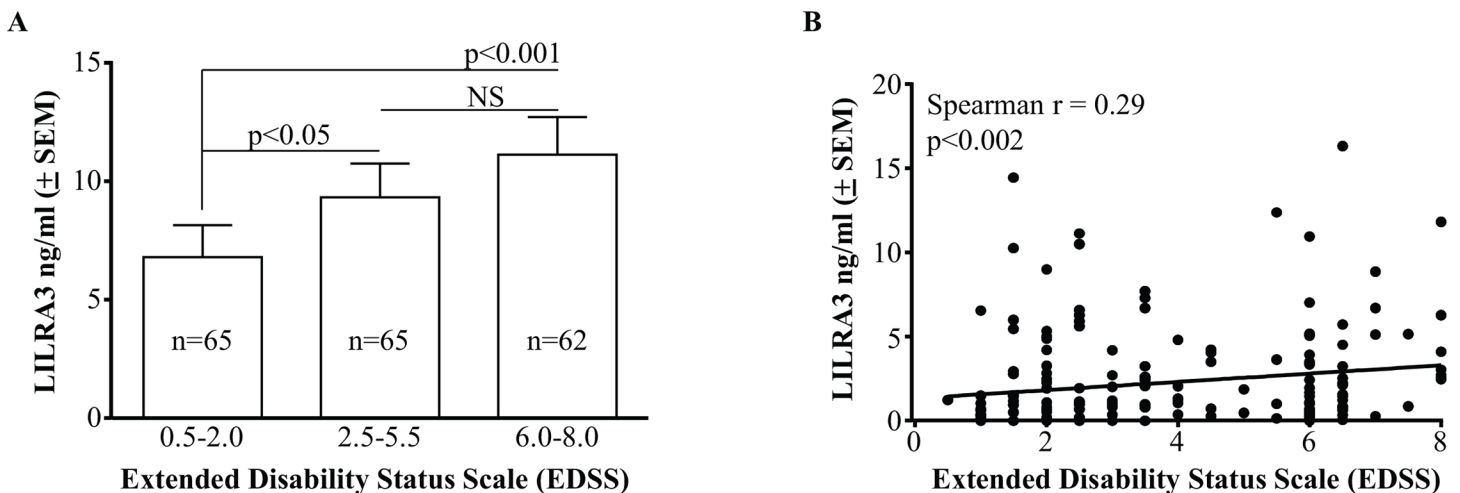 A
LILRA3 ng/ml (± SEM)
15
10
5
0
p<0.001
NS
p<0.05
n=65
n=65
n=62
0.5-2.0
2.5-5.5
6.0-8.0
Extended Disability Status Scale (EDSS)
B
LILRA3 ng/ml (± SEM)
20
15
10
5
0
Spearman r = 0.29
p<0.002
0
2
4
6
8
Extended Disability Status Scale (EDSS)